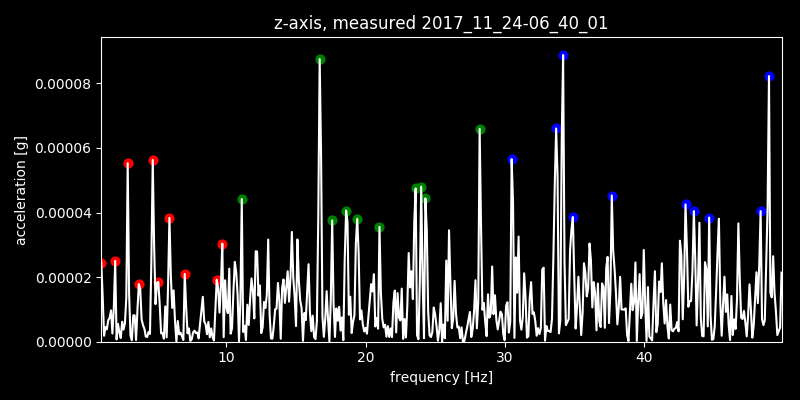 z-axis, measured 2017_11_24-06_40_01
acceleration [g]
0.00008
0.00006
0.00004
0.00002
0.00000
10 20 30 40
frequency [Hz]